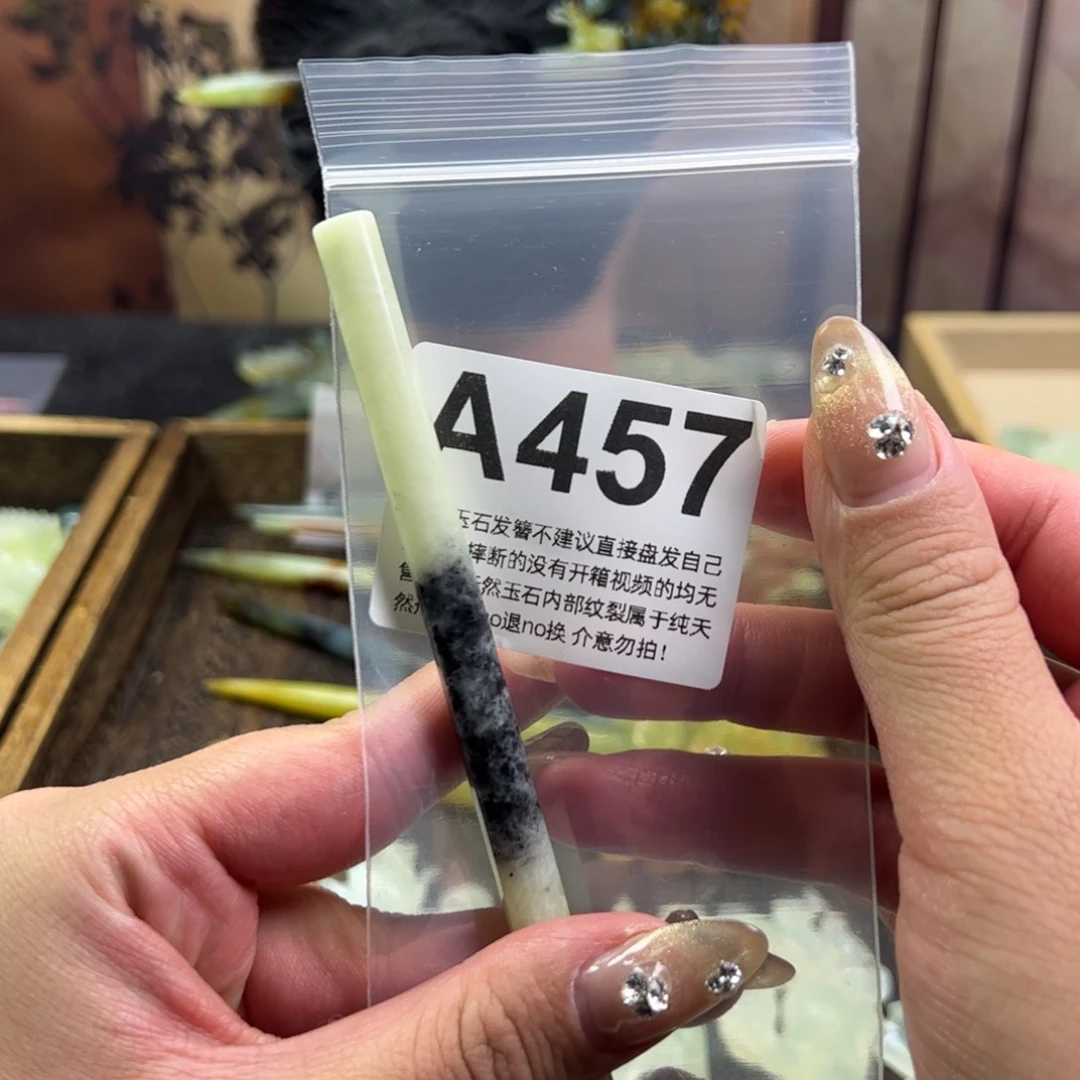 A457
玉石发簪不建议直接盘发自己
摔断的没有开箱视频的均无
然玉石内部纹裂属于纯天
然 o退no换 介意勿拍!